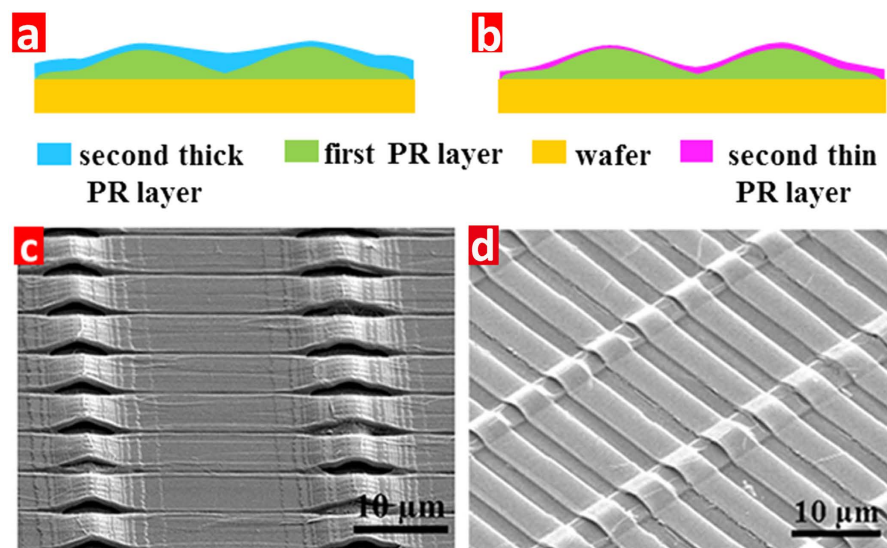 a
b
second thick
PR layer
first PR layer
wafer
second thin
PR layer
c
d
10 μm
10 μm